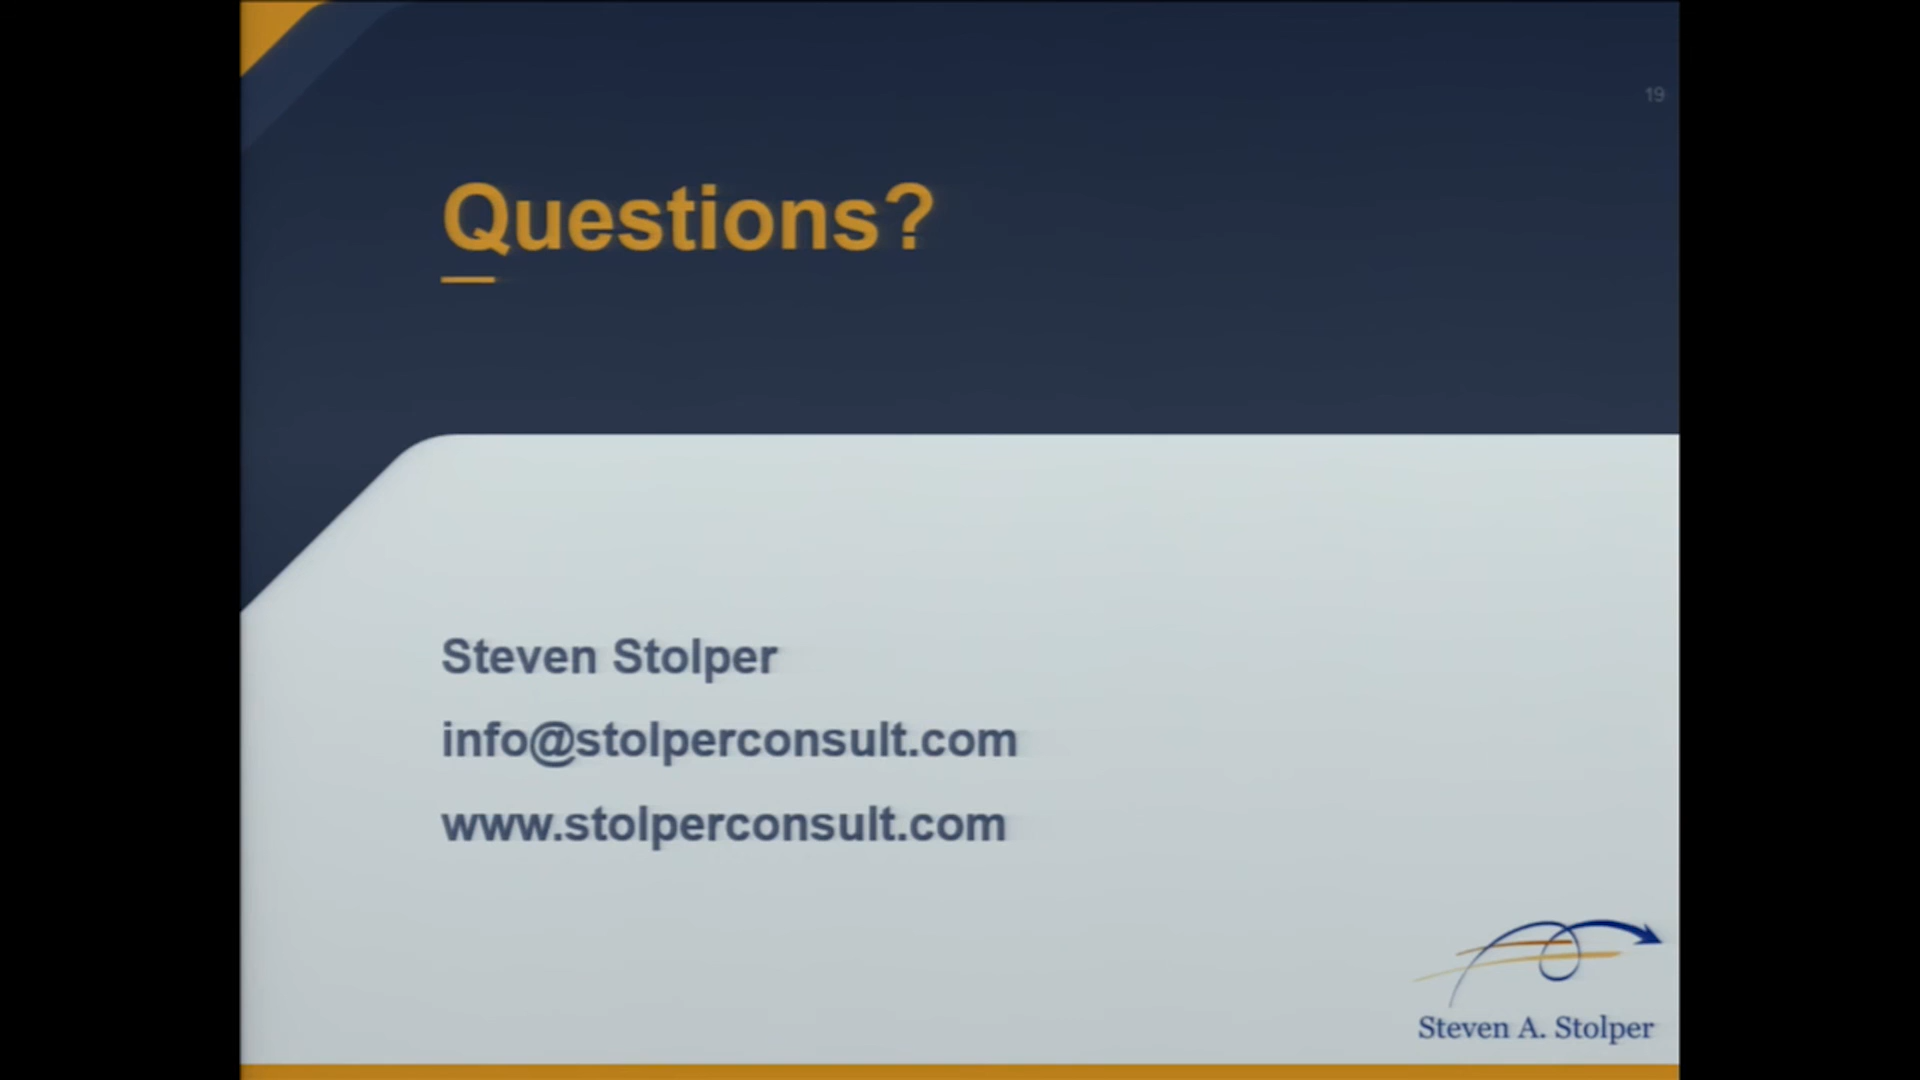 19
Questions?
Steven Stolper
info@stolperconsult.com
www.stolperconsult.com
Steven A. Stolper